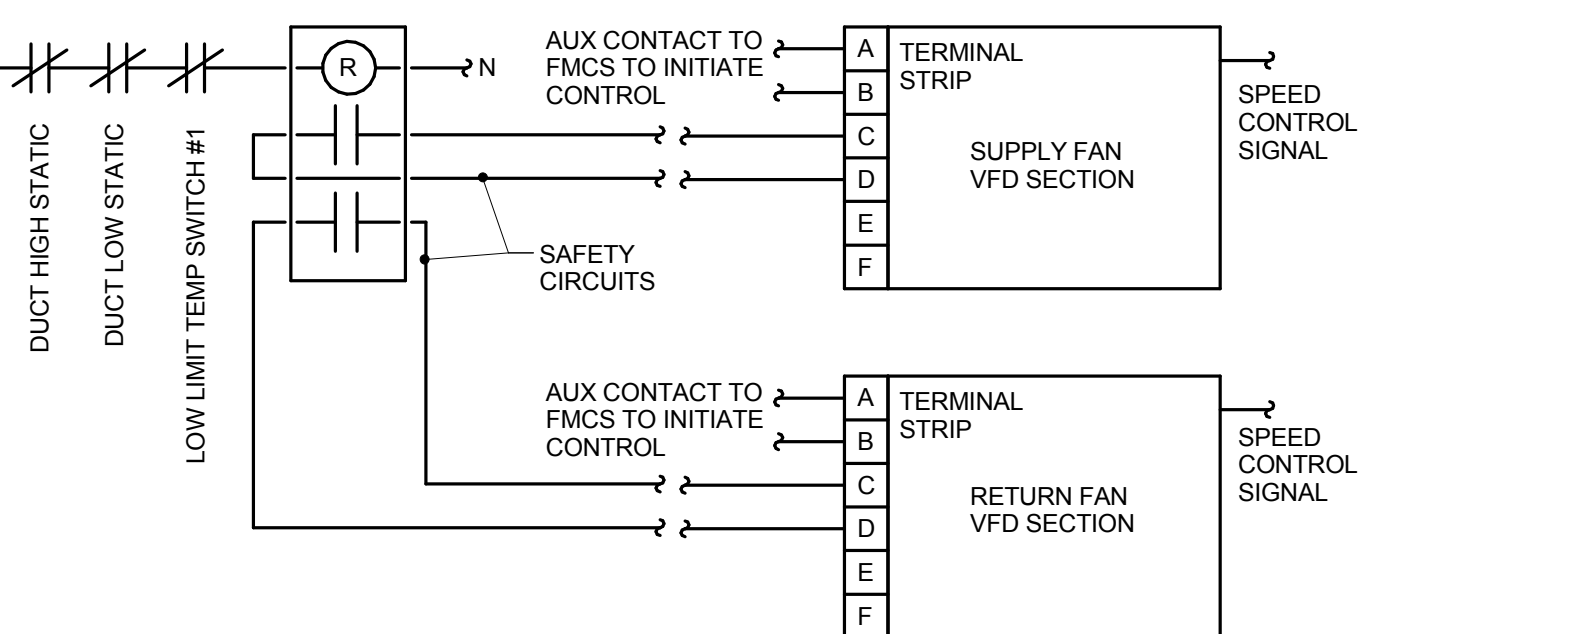 AUX CONTACT TO
FMCS TO INITIATE
CONTROL
A
B
C
D
E
F
TERMINAL
STRIP
SUPPLY FAN
VFD SECTION
SPEED
CONTROL
SIGNAL
R
N
DUCT HIGH STATIC
DUCT LOW STATIC
LOW LIMIT TEMP SWITCH #1
SAFETY
CIRCUITS
AUX CONTACT TO
FMCS TO INITIATE
CONTROL
A
B
C
D
E
F
TERMINAL
STRIP
RETURN FAN
VFD SECTION
SPEED
CONTROL
SIGNAL